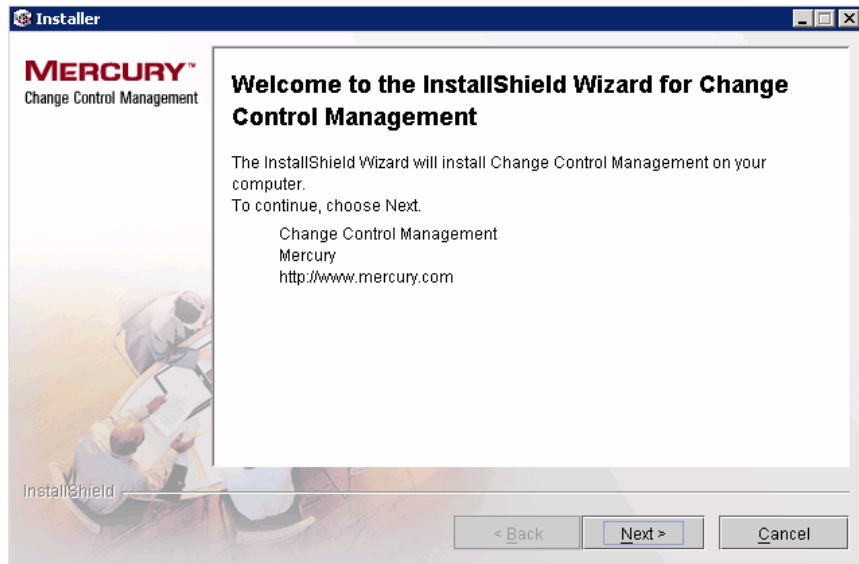 Installer
MERCURY™
Change Control Management
Welcome to the InstallShield Wizard for Change
Control Management
The InstallShield Wizard will install Change Control Management on your
computer.
To continue, choose Next.
Change Control Management
Mercury
http://www.mercury.com
InstallShield
< Back
Next >
Cancel